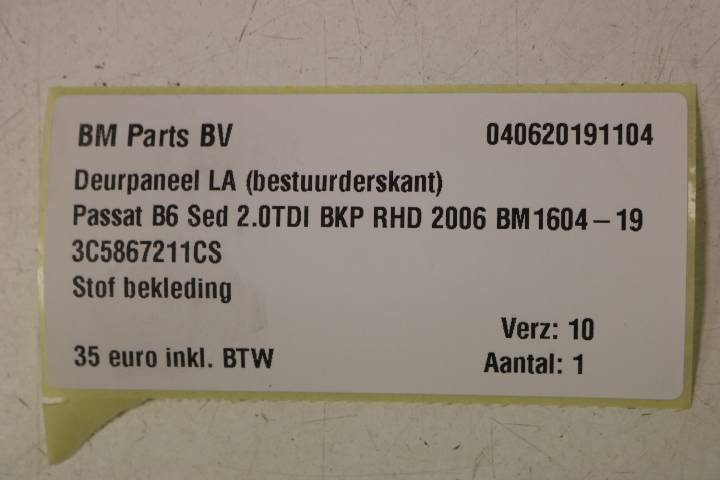 BM Parts BV 040620191104
Deurpaneel LA (bestuurderskant)
Passat B6 Sed 2.0TDI BKP RHD 2006 BM1604-19
3C5867211CS
Stof bekleding
Verz: 10
35 euro inkl. BTW Aantal: 1